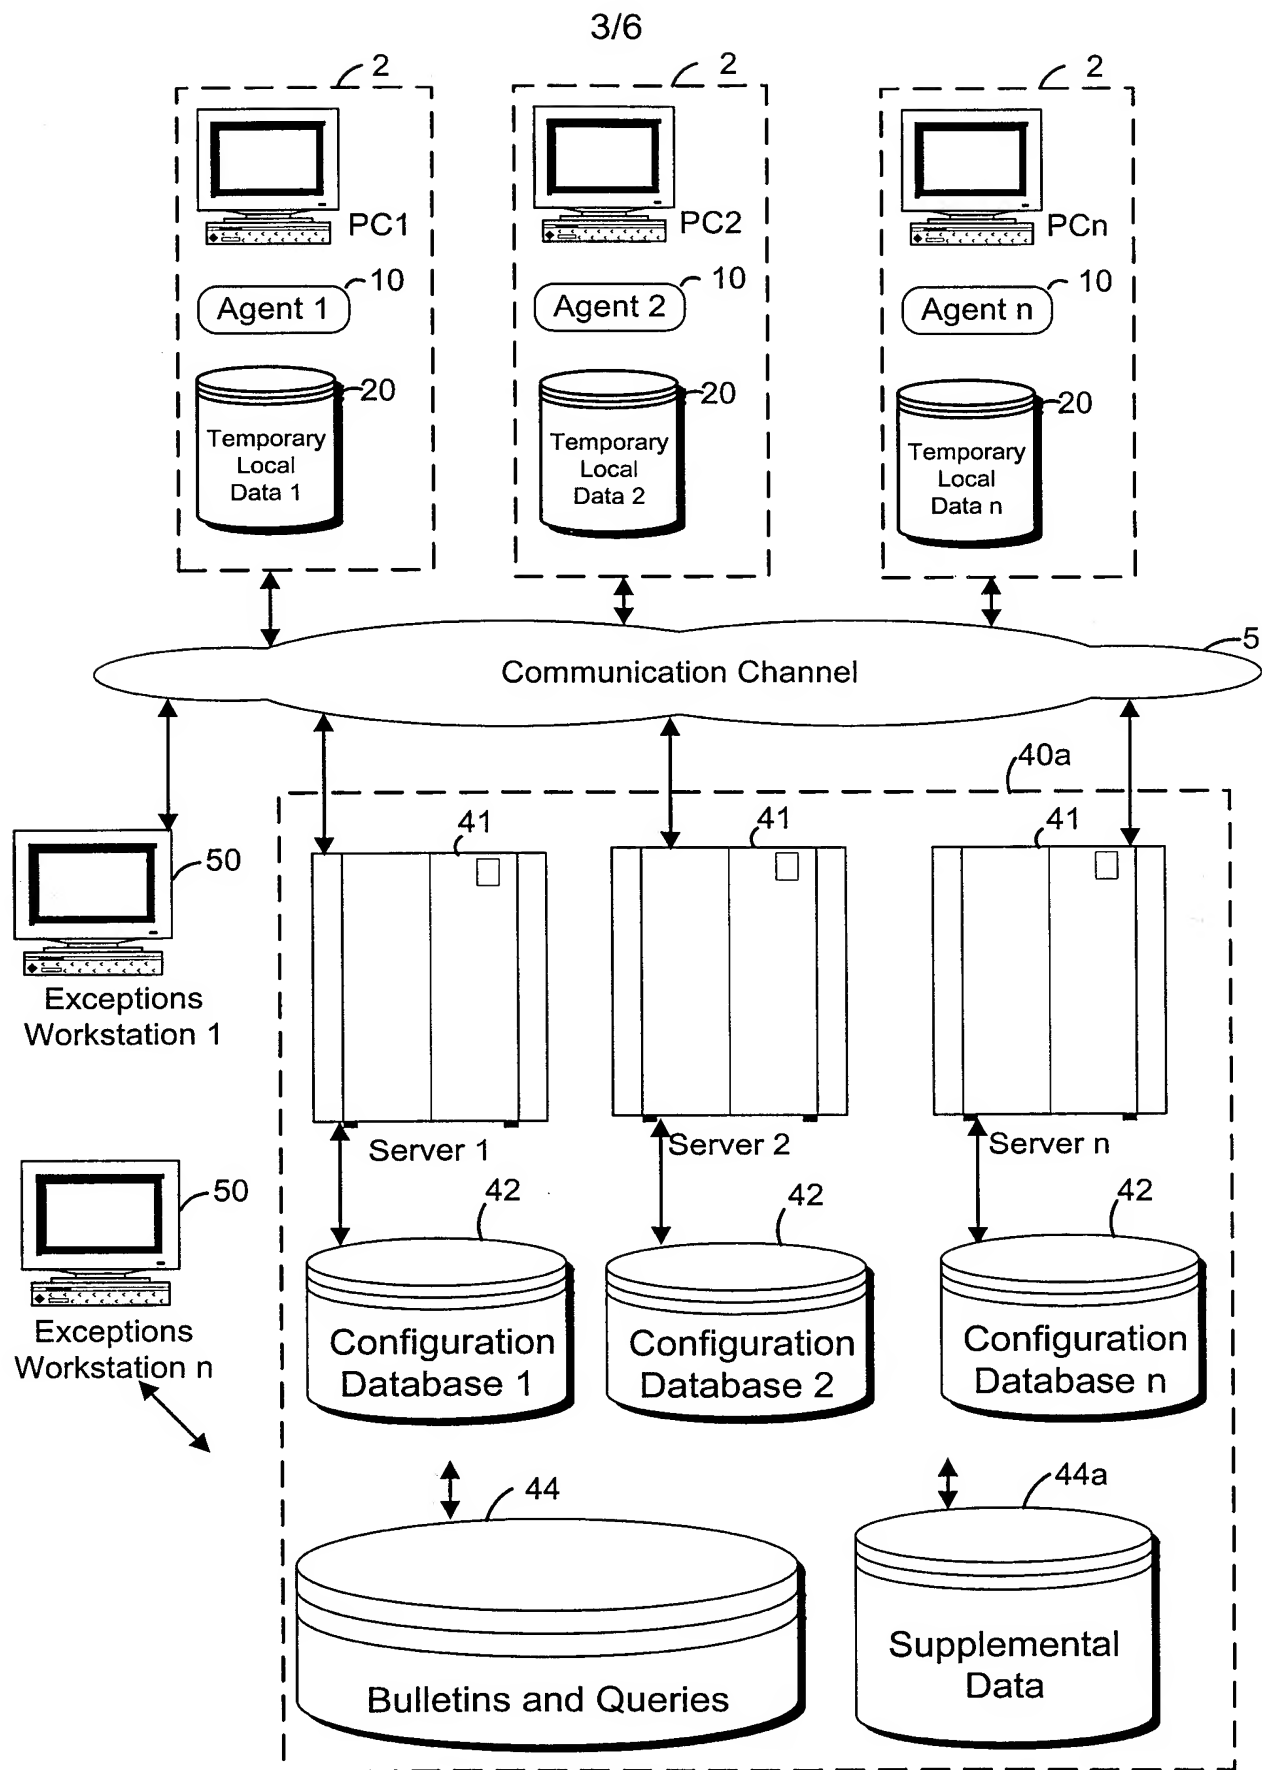 3/6
2
2
2
PC1
PC2
PCn
10
10
10
Agent 1
Agent 2
Agent n
20
20
20
Temporary
Local
Data 1
Temporary
Local
Data 2
Temporary
Local
Data n
5
Communication Channel
40a
41
41
41
50
Exceptions
Workstation 1
Server 1
Server 2
Server n
50
Exceptions
Workstation n
42
42
42
Configuration
Database 1
Configuration
Database 2
Configuration
Database n
44
44a
Bulletins and Queries
Supplemental
Data